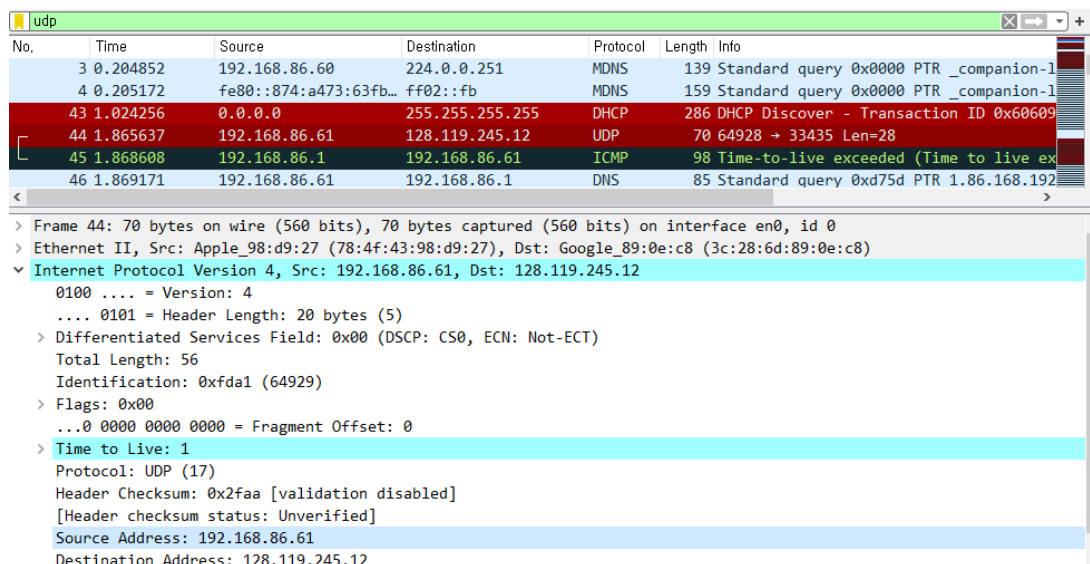 udp
No. Time Source Destination Protocol Length Info
3 0.204852 192.168.86.60 224.0.0.251 MDNS 139 Standard query 0x0000 PTR _companion-l
4 0.205172 fe80::874:a473:63fb… ff02::fb MDNS 159 Standard query 0x0000 PTR _companion-l
43 1.024256 0.0.0.0 255.255.255.255 DHCP 286 DHCP Discover - Transaction ID 0x60609
44 1.865637 192.168.86.61 128.119.245.12 UDP 70 64928 → 33435 Len=28
45 1.868608 192.168.86.1 192.168.86.61 ICMP 98 Time-to-live exceeded (Time to live ex
46 1.869171 192.168.86.61 192.168.86.1 DNS 85 Standard query 0xd75d PTR 1.86.168.192
Frame 44: 70 bytes on wire (560 bits), 70 bytes captured (560 bits) on interface en0, id 0
Ethernet II, Src: Apple_98:d9:27 (78:4f:43:98:d9:27), Dst: Google_89:0e:c8 (3c:28:6d:89:0e:c8)
Internet Protocol Version 4, Src: 192.168.86.61, Dst: 128.119.245.12
0100 .... = Version: 4
.... 0101 = Header Length: 20 bytes (5)
Differentiated Services Field: 0x00 (DSCP: CS0, ECN: Not-ECT)
Total Length: 56
Identification: 0xfda1 (64929)
Flags: 0x00
...0 0000 0000 0000 = Fragment Offset: 0
Time to Live: 1
Protocol: UDP (17)
Header Checksum: 0x2faa [validation disabled]
[Header checksum status: Unverified]
Source Address: 192.168.86.61
Destination Address: 128.119.245.12